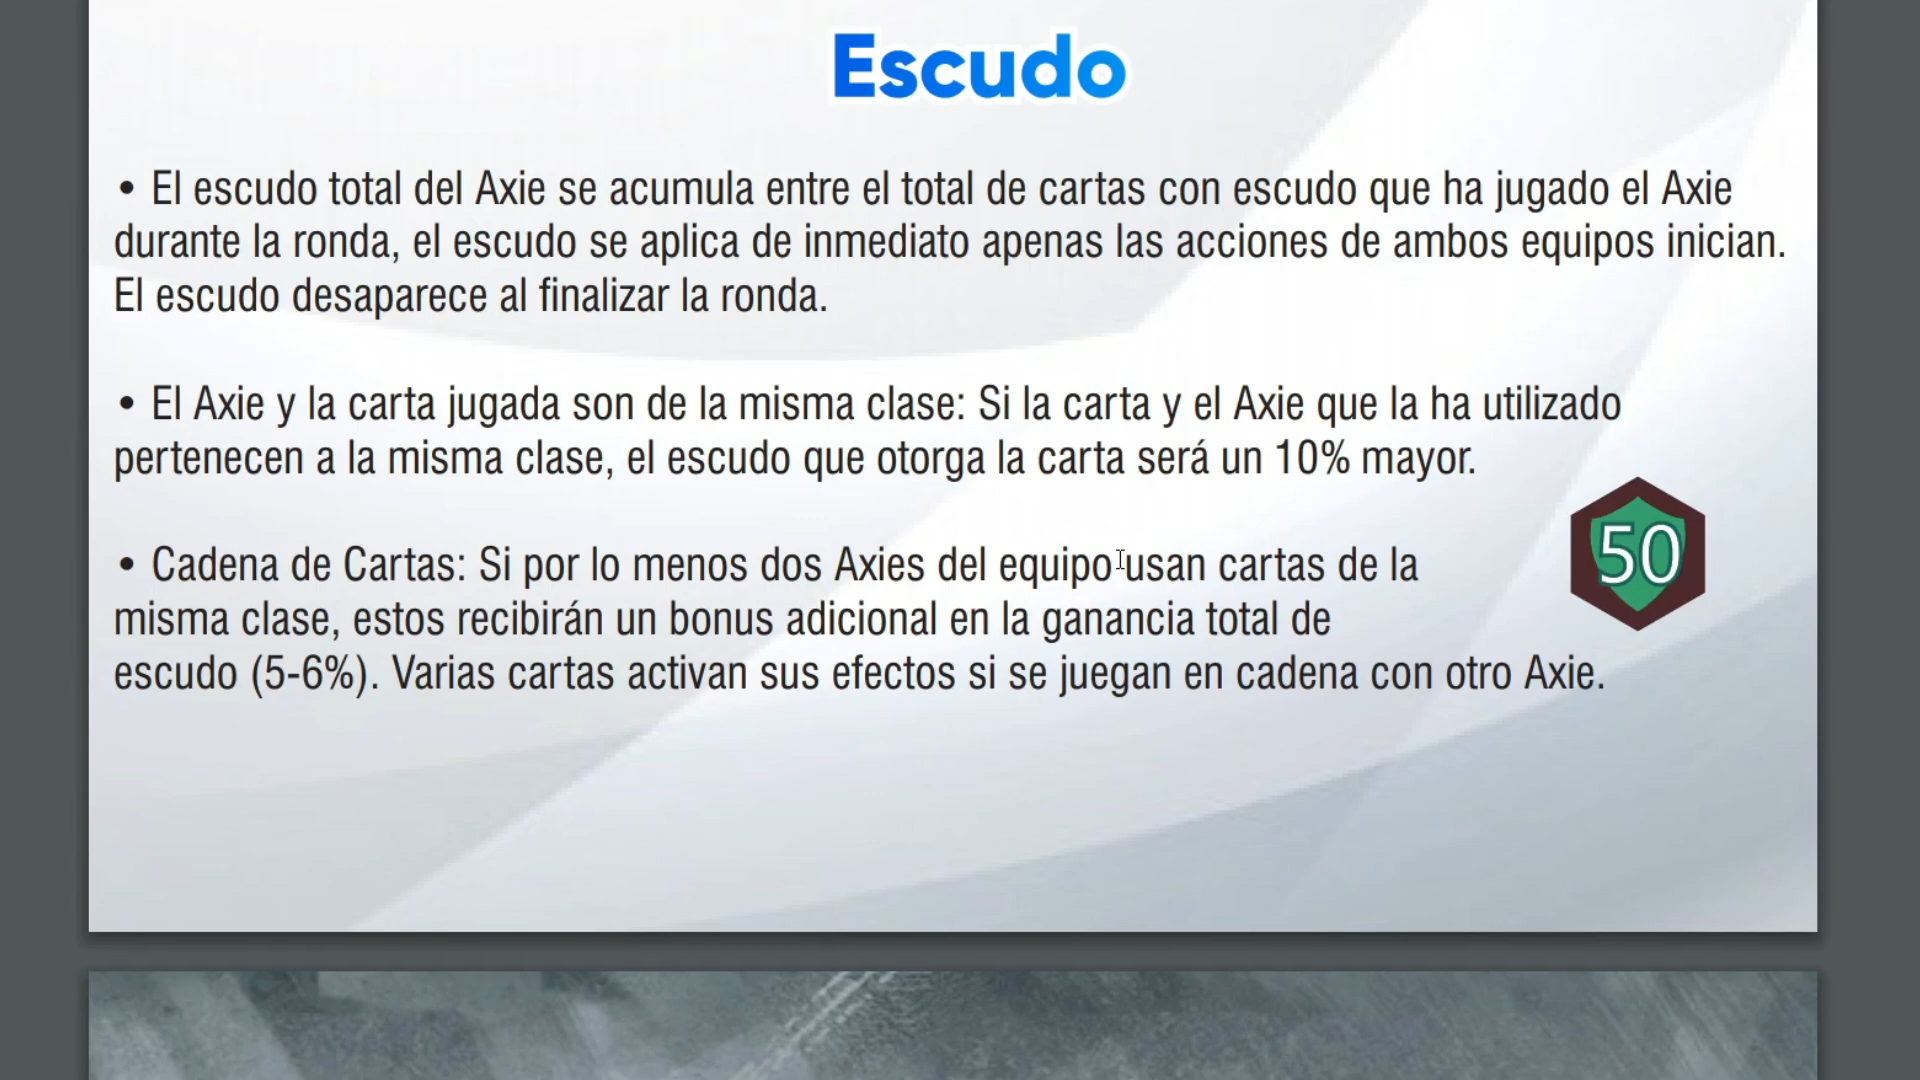 Escudo
• El escudo total del Axie se acumula entre el total de cartas con escudo que ha jugado el Axie
durante la ronda, el escudo se aplica de inmediato apenas las acciones de ambos equipos inician.
El escudo desaparece al finalizar la ronda.
• El Axie y la carta jugada son de la misma clase: Si la carta y el Axie que la ha utilizado
pertenecen a la misma clase, el escudo que otorga la carta será un 10% mayor.
• Cadena de Cartas: Si por lo menos dos Axies del equipo usan cartas de la
misma clase, estos recibirán un bonus adicional en la ganancia total de
escudo (5-6%). Varias cartas activan sus efectos si se juegan en cadena con otro Axie.
50